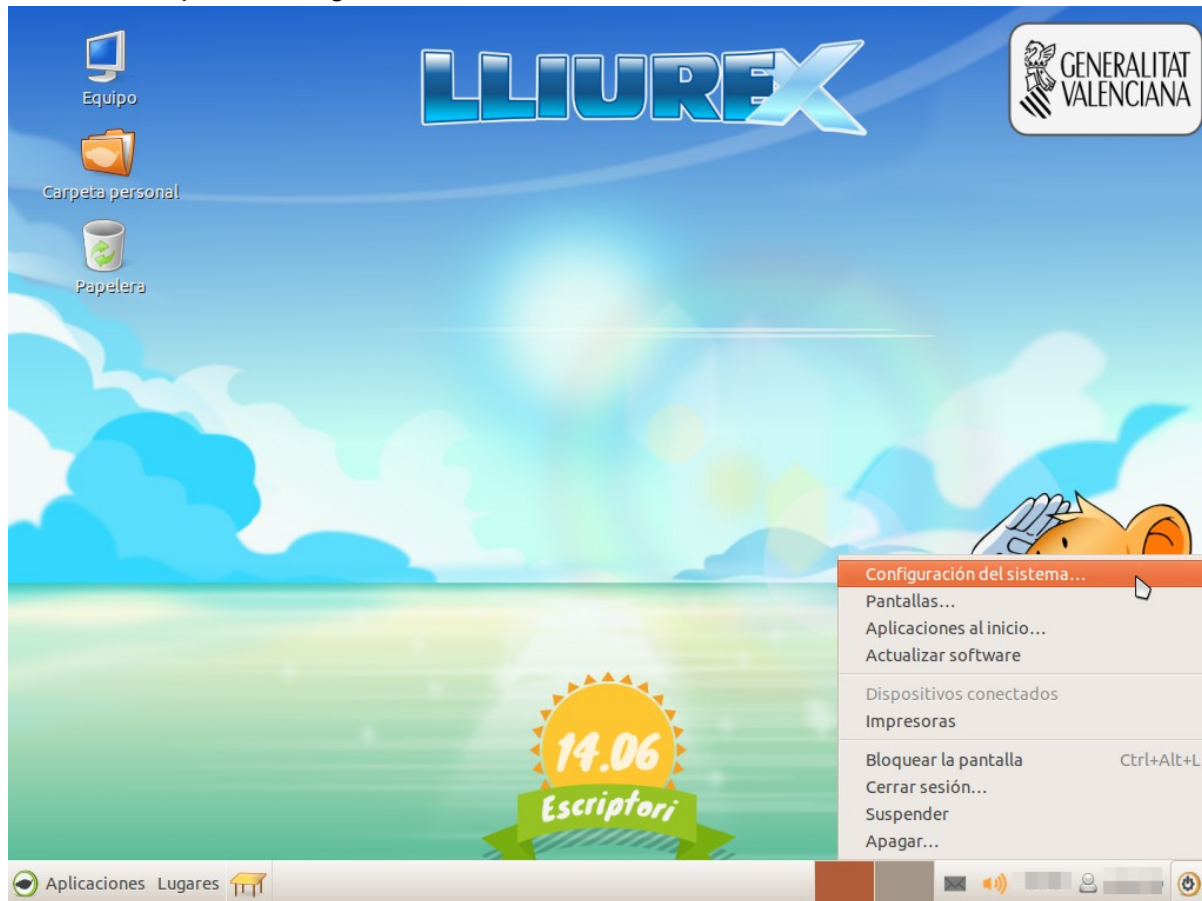 LLIUREX
GENERALITAT
VALENCIANA
Equipo
Carpeta personal
Papelera
Configuración del sistema…
Pantallas…
Aplicaciones al inicio…
Actualizar software
Dispositivos conectados
Impresoras
Bloquear la pantalla Ctrl+Alt+L
Cerrar sesión…
Suspender
Apagar…
14.06
Escriptori
Aplicaciones Lugares